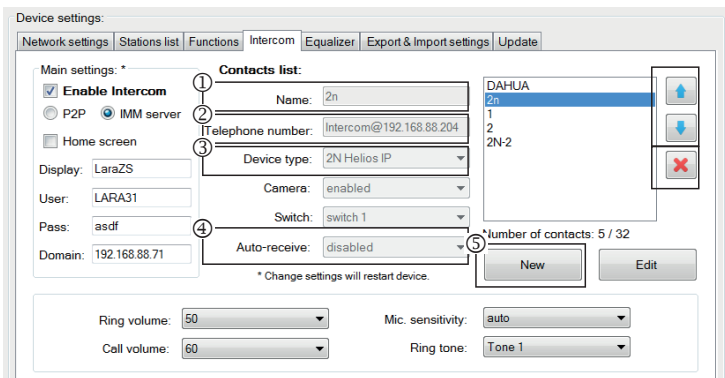 Device settings:
Network settings Stations list Functions Intercom Equalizer Export & Import settings Update
Main settings: *
Enable Intercom
P2P IMM server
Home screen
Display: LaraZS
User: LARA31
Pass: asdf
Domain: 192.168.88.71
Contacts list:
① Name: 2n
② Telephone number: Intercom@192.168.88.204
③ Device type: 2N Helios IP
Camera: enabled
Switch: switch 1
④ Auto-receive: disabled
* Change settings will restart device.
DAHUA
2n
1
2
2N-2
Number of contacts: 5 / 32
⑤ New Edit
Ring volume: 50 Mic. sensitivity: auto
Call volume: 60 Ring tone: Tone 1